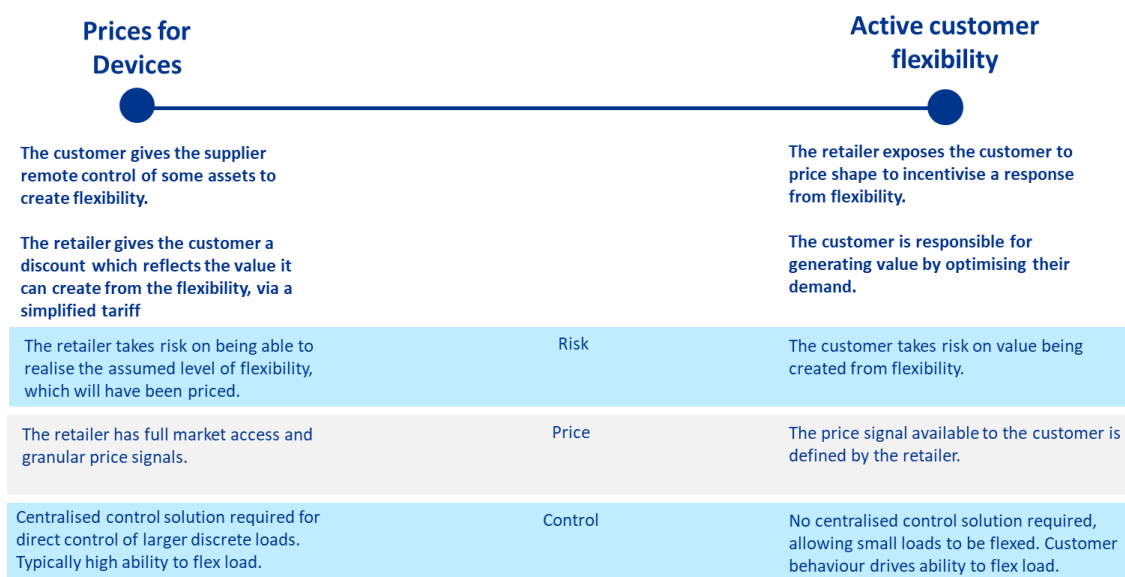 Prices for
Devices
Active customer
flexibility
The customer gives the supplier
remote control of some assets to
create flexibility.
The retailer gives the customer a
discount which reflects the value it
can create from the flexibility, via a
simplified tariff
The retailer exposes the customer to
price shape to incentivise a response
from flexibility.
The customer is responsible for
generating value by optimising their
demand.
The retailer takes risk on being able to
realise the assumed level of flexibility,
which will have been priced.
Risk
The customer takes risk on value being
created from flexibility.
The retailer has full market access and
granular price signals.
Price
The price signal available to the customer is
defined by the retailer.
Centralised control solution required for
direct control of larger discrete loads.
Typically high ability to flex load.
Control
No centralised control solution required,
allowing small loads to be flexed. Customer
behaviour drives ability to flex load.